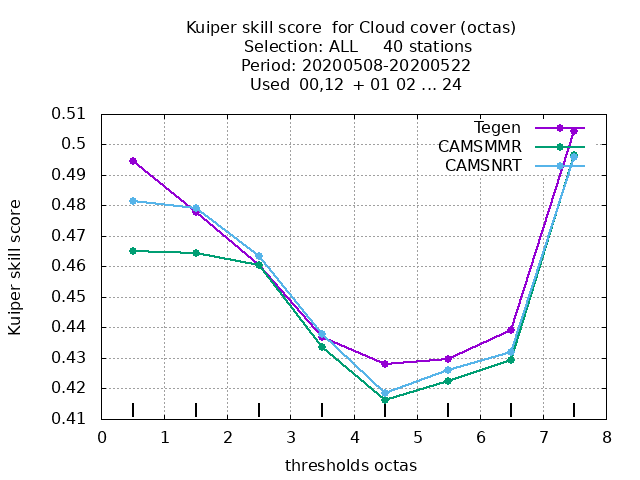 Kuiper skill score  for Cloud cover (octas)
Selection: ALL     40 stations
Period: 20200508-20200522
Used  00,12  + 01 02 ... 24
0.51
0.5
0.49
0.48
0.47
0.46
0.45
0.44
0.43
0.42
0.41
Kuiper skill score
Tegen
CAMSMMR
CAMSNRT
0 1 2 3 4 5 6 7 8
thresholds octas